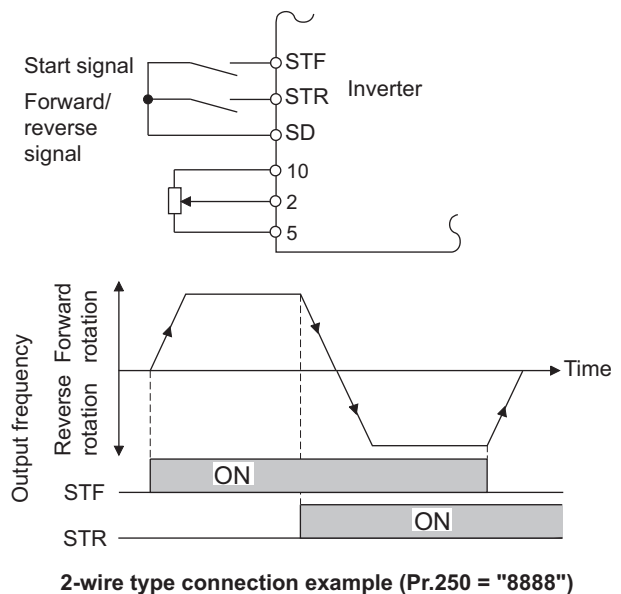 Start signal
STF
Forward/
reverse
signal
STR
Inverter
SD
10
2
5
Output frequency
Reverse Forward
rotation rotation
Time
ON
STF
ON
STR
2-wire type connection example (Pr.250 = "8888")